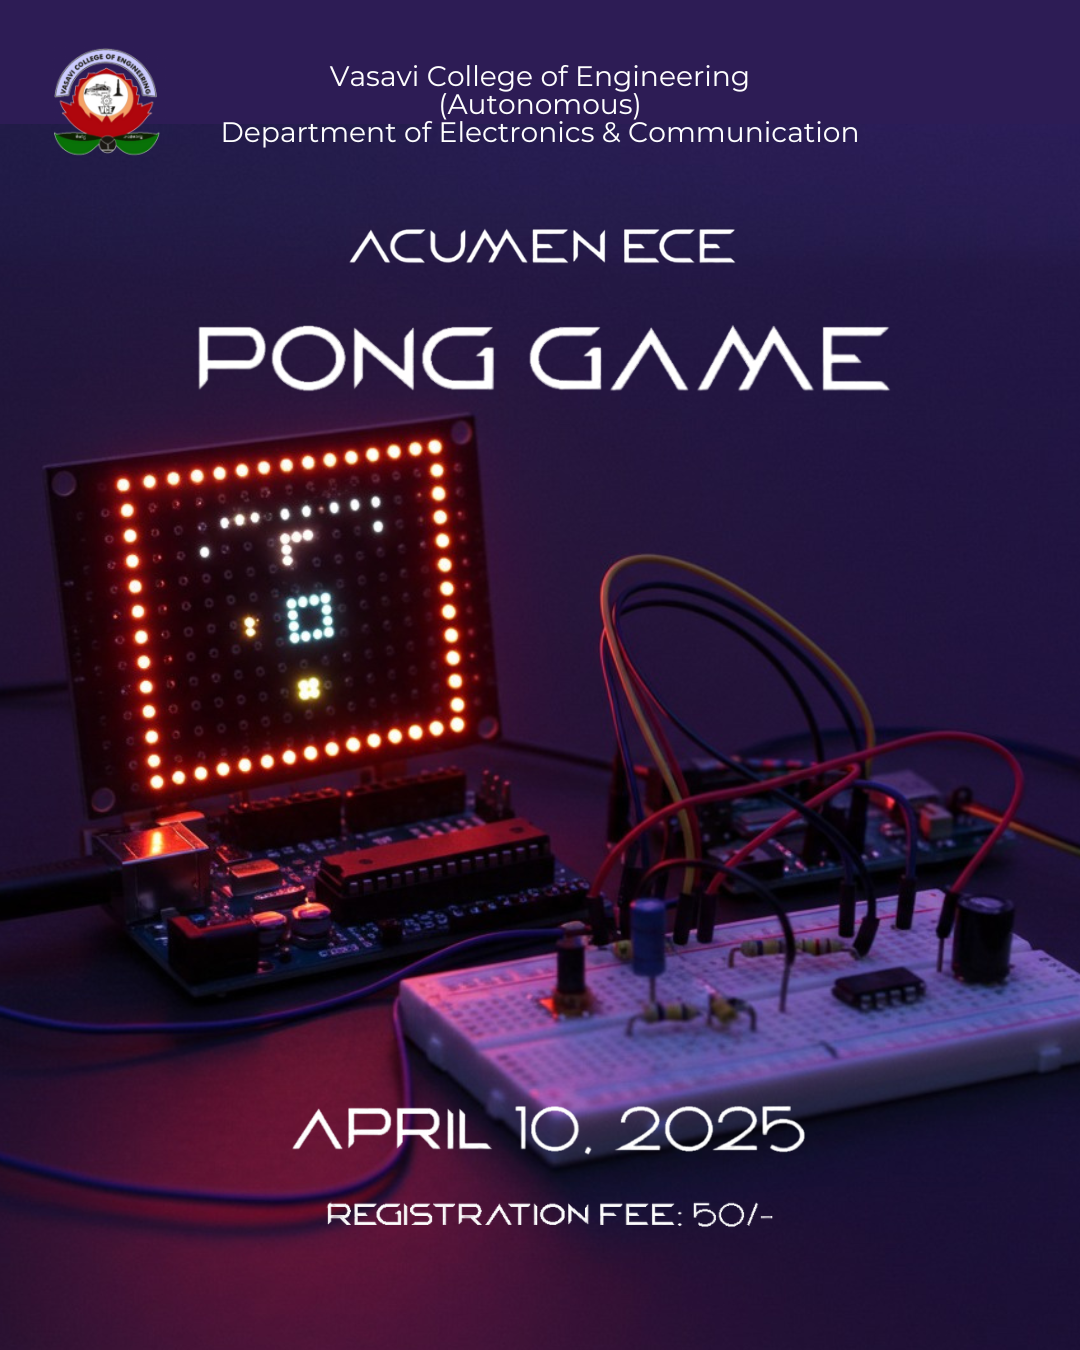 VASAVI COLLEGE OF ENGINEERING
Vasavi College of Engineering
(Autonomous)
Department of Electronics & Communication
ACUMEN ECE
PONG GAME
APRIL 10, 2025
REGISTRATION FEE: 50/-